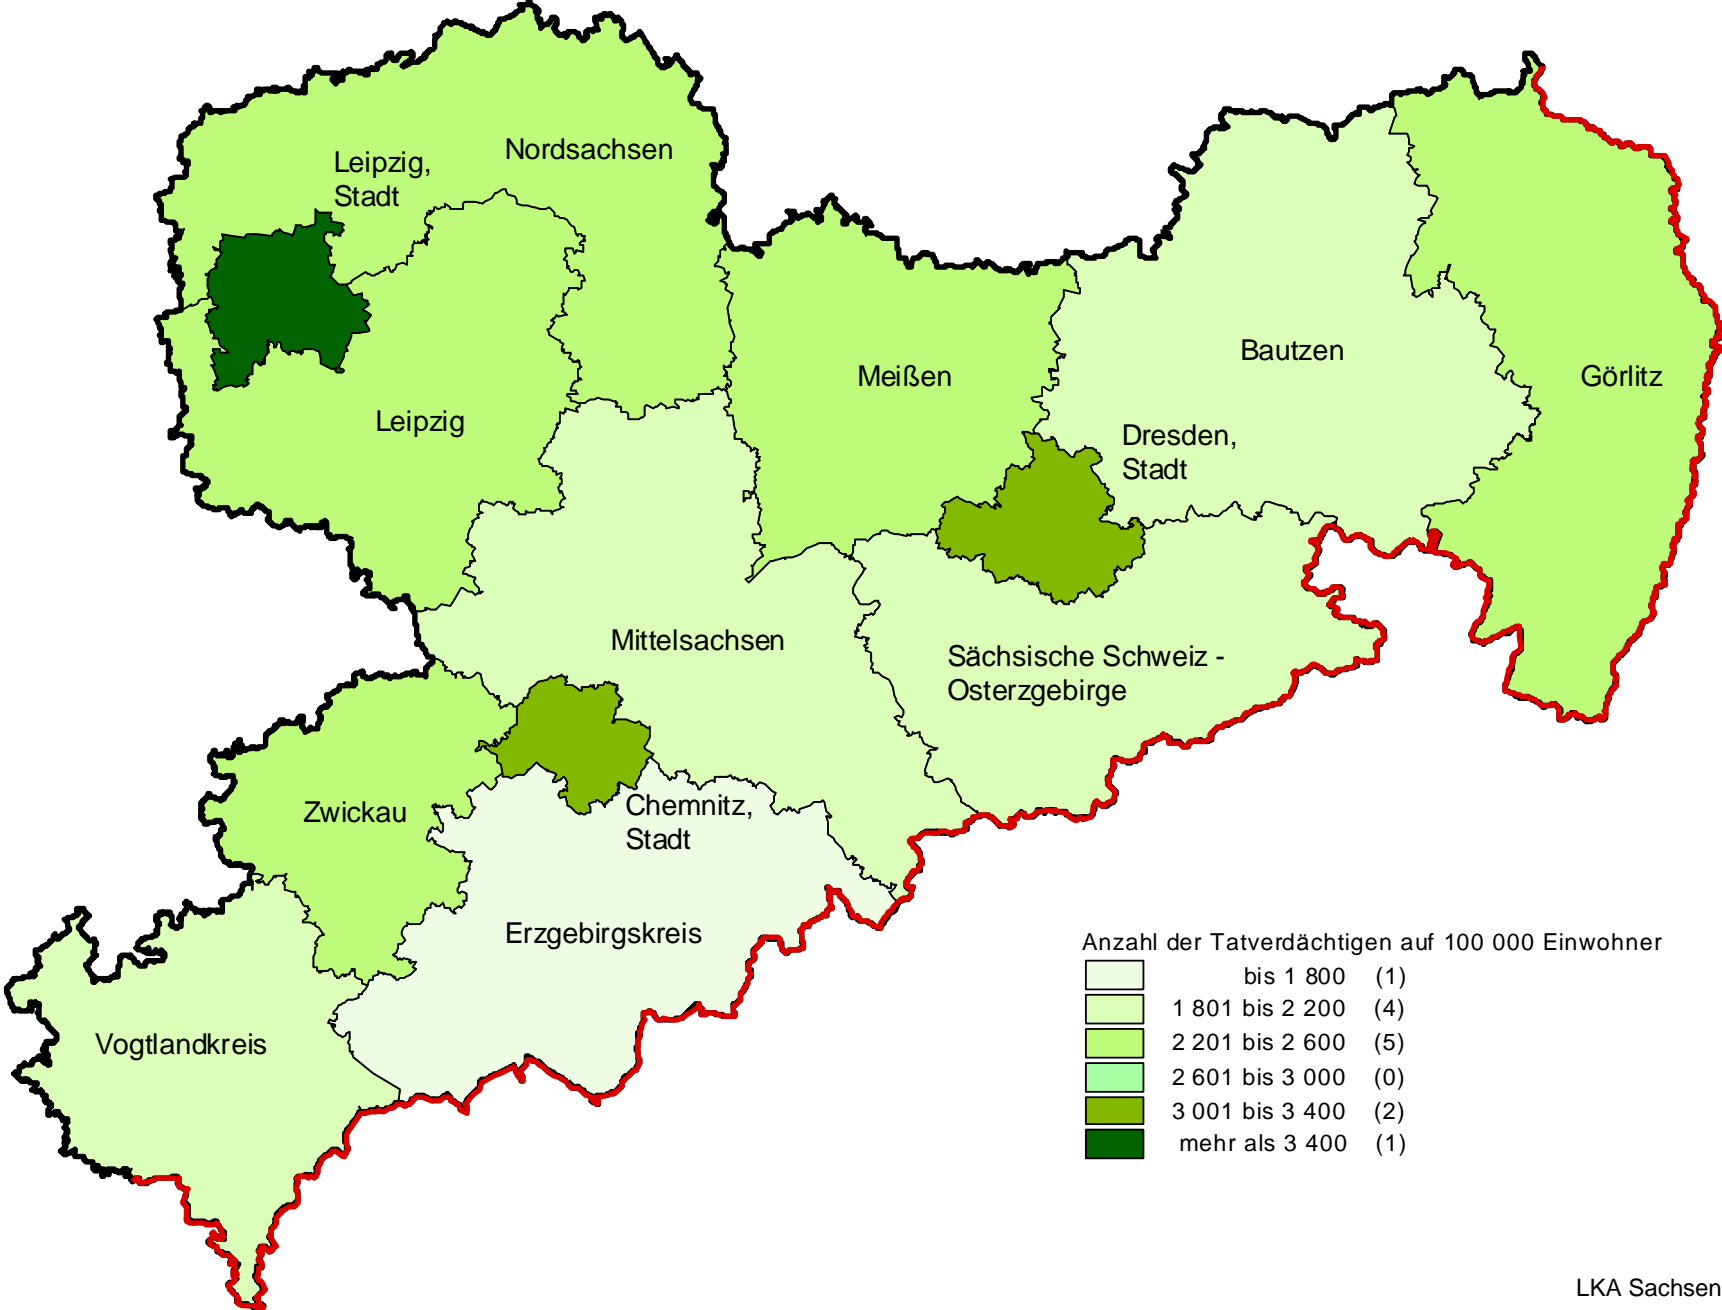 Nordsachsen
Leipzig,
Stadt
Bautzen
Meißen
Görlitz
Leipzig
Dresden,
Stadt
Mittelsachsen
Sächsische Schweiz -
Osterzgebirge
Zwickau
Chemnitz,
Stadt
Erzgebirgskreis
Vogtlandkreis
Anzahl der Tatverdächtigen auf 100 000 Einwohner
bis 1 800 (1)
1 801 bis 2 200 (4)
2 201 bis 2 600 (5)
2 601 bis 3 000 (0)
3 001 bis 3 400 (2)
mehr als 3 400 (1)
LKA Sachsen